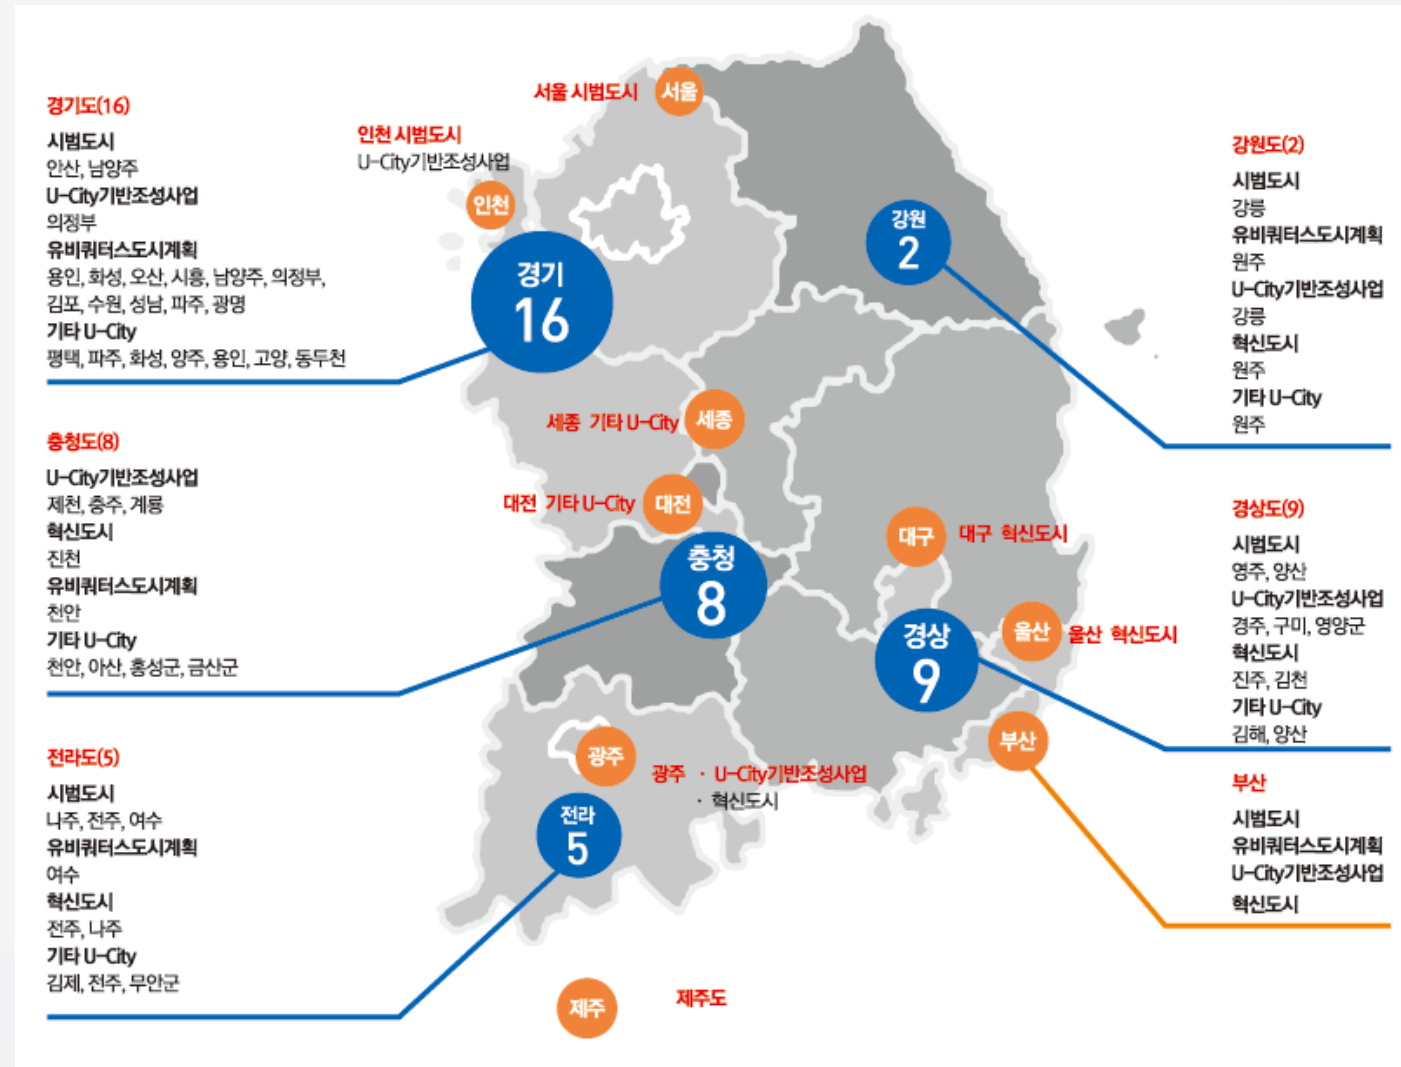 경기도(16)
시범도시
안산, 남양주
U-City기반조성사업
의정부
유비쿼터스도시계획
용인, 화성, 오산, 시흥, 남양주, 의정부,
김포, 수원, 성남, 파주, 광명
기타 U-City
평택, 파주, 화성, 양주, 용인, 고양, 동두천
충청도(8)
U-City기반조성사업
제천, 충주, 계룡
혁신도시
진천
유비쿼터스도시계획
천안
기타 U-City
천안, 아산, 홍성군, 금산군
전라도(5)
시범도시
나주, 전주, 여수
유비쿼터스도시계획
여수
혁신도시
전주, 나주
기타 U-City
김제, 전주, 무안군
서울 시범도시
서울
인천 시범도시
U-City기반조성사업
인천
경기
16
강원
2
세종 기타 U-City
세종
대전 기타 U-City
대전
충청
8
대구
대구 혁신도시
울산
울산 혁신도시
경상
9
부산
광주
광주 · U-City기반조성사업
· 혁신도시
전라
5
제주
제주도
강원도(2)
시범도시
강릉
유비쿼터스도시계획
원주
U-City기반조성사업
강릉
혁신도시
원주
기타 U-City
원주
경상도(9)
시범도시
영주, 양산
U-City기반조성사업
경주, 구미, 영양군
혁신도시
진주, 김천
기타 U-City
김해, 양산
부산
시범도시
유비쿼터스도시계획
U-City기반조성사업
혁신도시